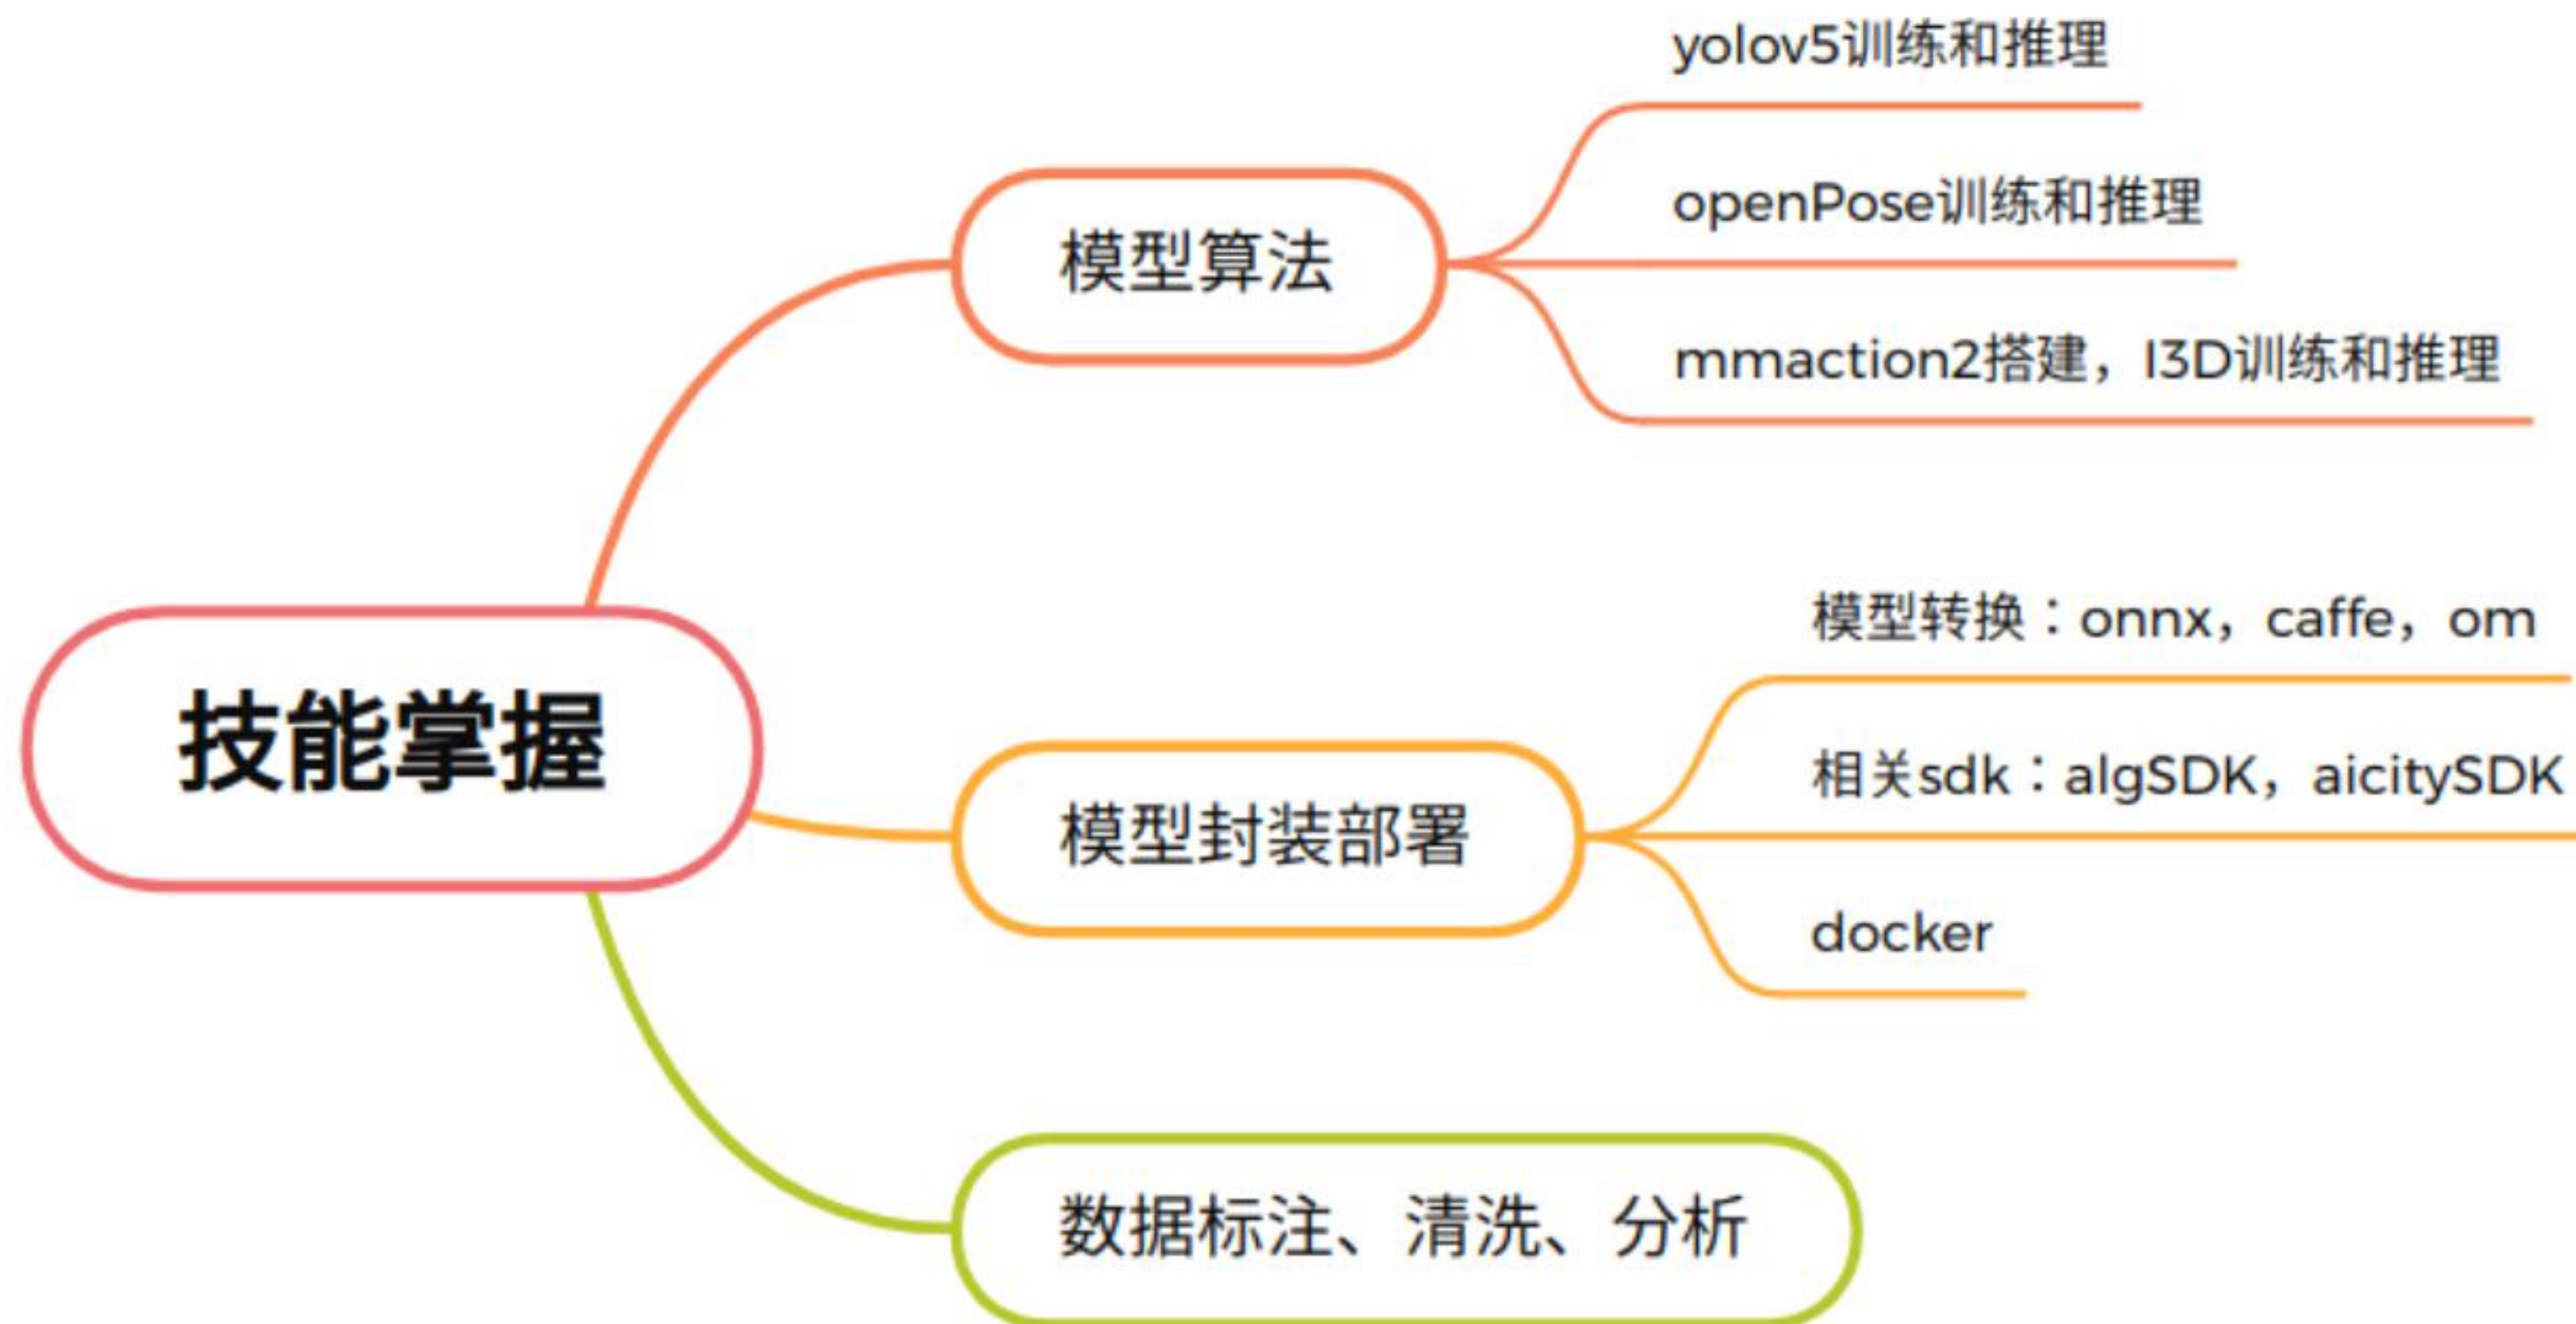 技能掌握
模型算法
yolov5训练和推理
openPose训练和推理
mmaction2搭建，I3D训练和推理
模型封装部署
模型转换：onnx，caffe，om
相关sdk：algSDK，aicitySDK
docker
数据标注、清洗、分析